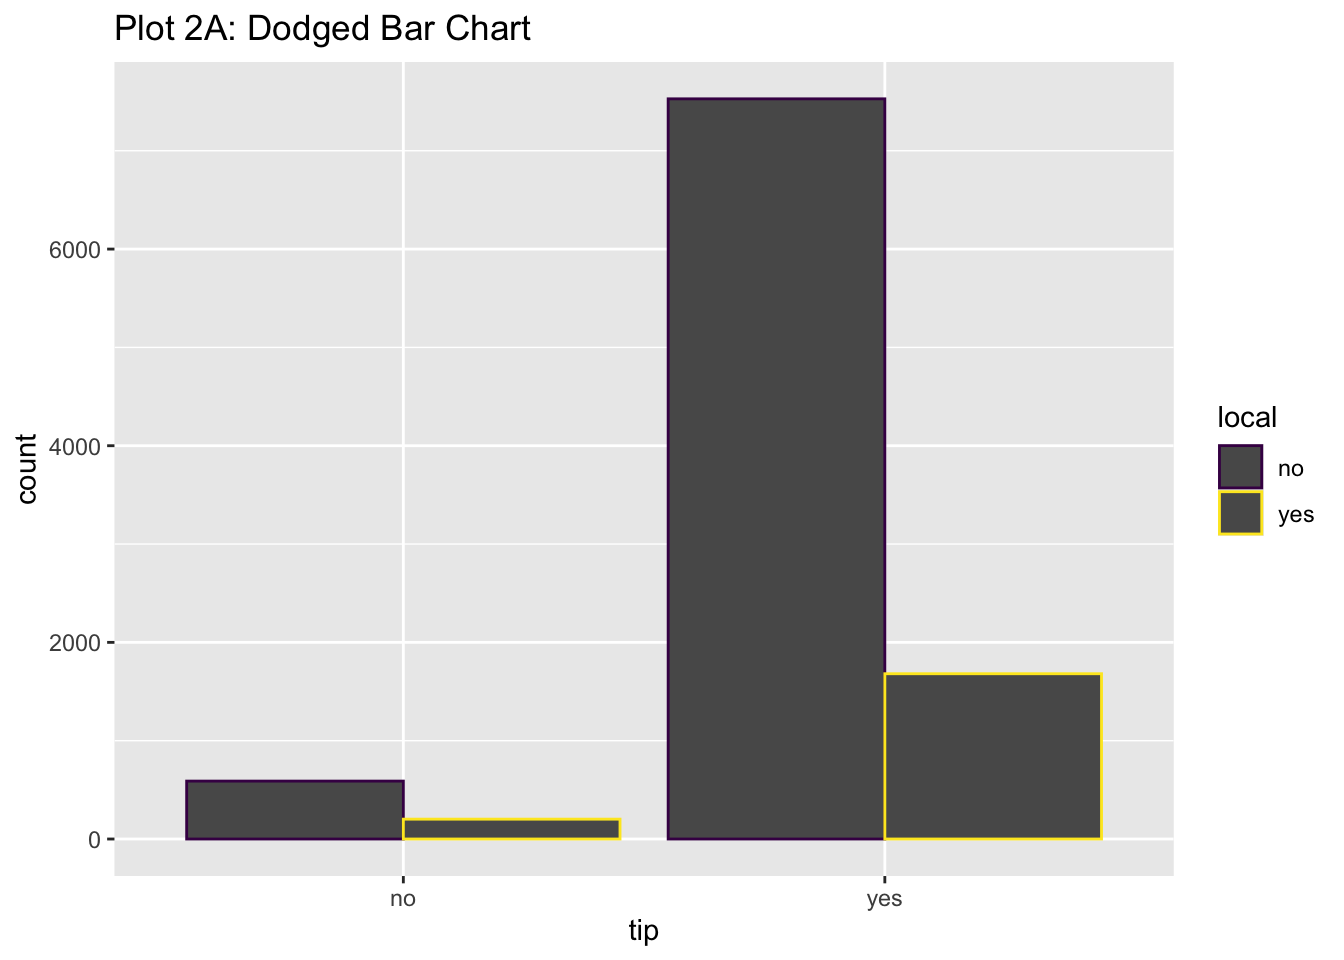 Plot 2A: Dodged Bar Chart
count
6000
4000
2000
0
no
yes
tip
local
no
yes